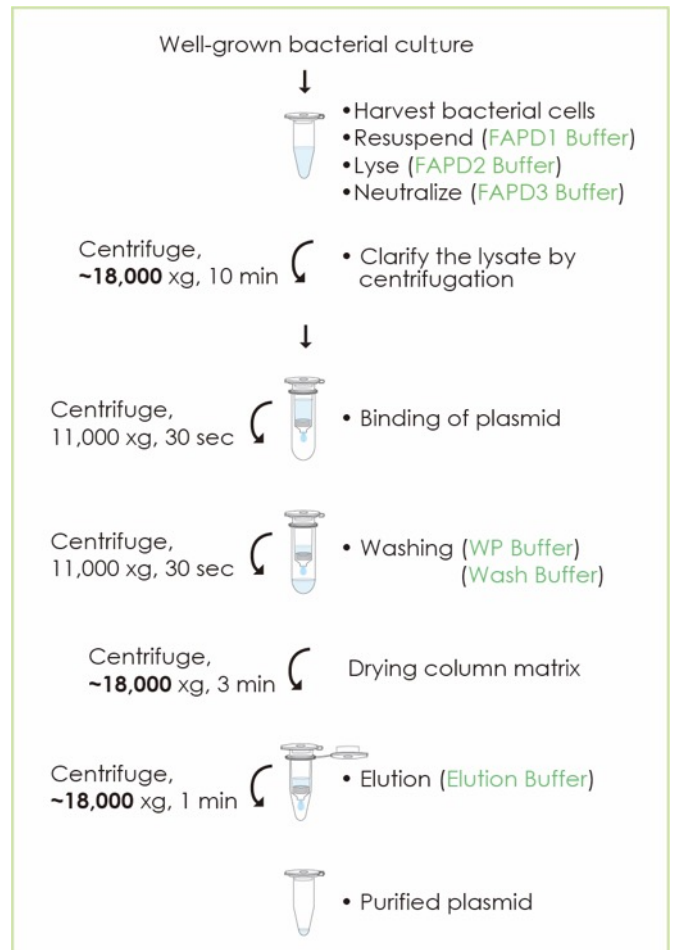 Well-grown bacterial culture
•Harvest bacterial cells
•Resuspend (FAPD1 Buffer)
•Lyse (FAPD2 Buffer)
•Neutralize (FAPD3 Buffer)
Centrifuge,
~18,000 xg, 10 min
• Clarify the lysate by
centrifugation
Centrifuge,
11,000 xg, 30 sec
• Binding of plasmid
Centrifuge,
11,000 xg, 30 sec
• Washing (WP Buffer)
(Wash Buffer)
Centrifuge,
~18,000 xg, 3 min
Drying column matrix
Centrifuge,
~18,000 xg, 1 min
• Elution (Elution Buffer)
• Purified plasmid